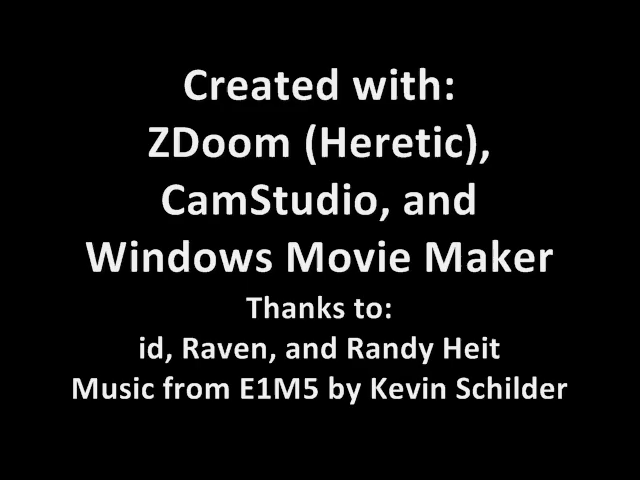 Created with:
ZDoom (Heretic),
CamStudio, and
Windows Movie Maker
Thanks to:
id, Raven, and Randy Heit
Music from E1M5 by Kevin Schilder